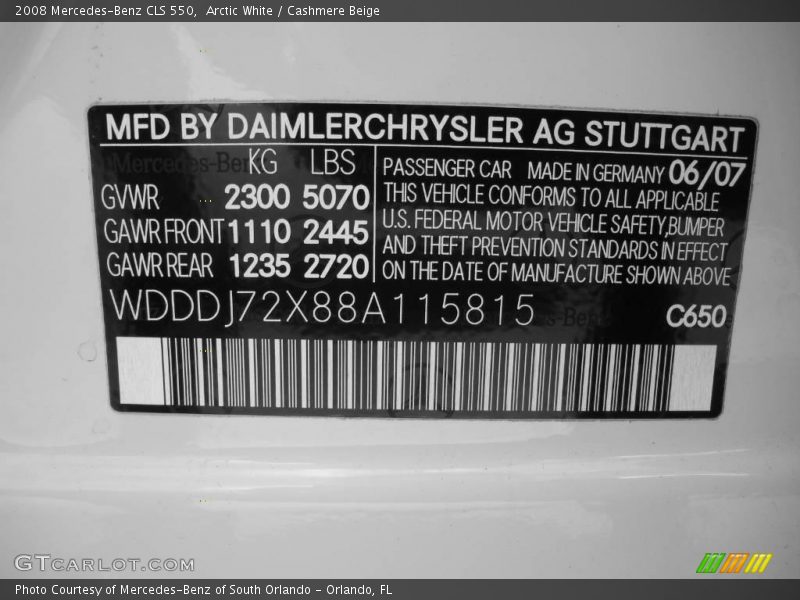 2008 Mercedes-Benz CLS 550,  Arctic White / Cashmere Beige
MFD BY DAIMLERCHRYSLER AG STUTTGART
KG LBS
GVWR 2300 5070
GAWR FRONT 1110 2445
GAWR REAR 1235 2720
PASSENGER CAR MADE IN GERMANY 06/07
THIS VEHICLE CONFORMS TO ALL APPLICABLE
U.S. FEDERAL MOTOR VEHICLE SAFETY,BUMPER
AND THEFT PREVENTION STANDARDS IN EFFECT
ON THE DATE OF MANUFACTURE SHOWN ABOVE
WDDDJ72X88A115815 C650
GTCARLOT.COM
Photo Courtesy of Mercedes-Benz of South Orlando - Orlando, FL